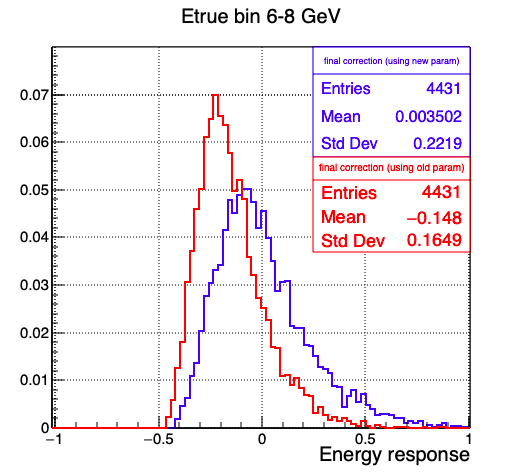 Etrue bin 6-8 GeV
final correction (using new param)
Entries 4431
Mean 0.003502
Std Dev 0.2219
final correction (using old param)
Entries 4431
Mean −0.148
Std Dev 0.1649
0.07
0.06
0.05
0.04
0.03
0.02
0.01
0
−1 −0.5 0 0.5 1
Energy response